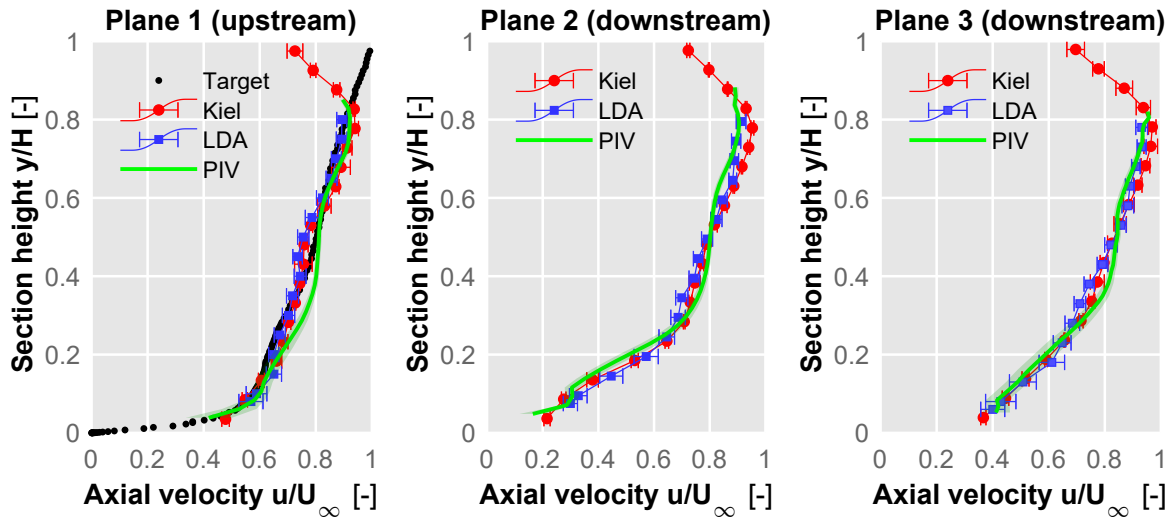 Plane 1 (upstream)
Plane 2 (downstream)
Plane 3 (downstream)
Section height y/H [-]
1
0.8
0.6
0.4
0.2
0
Target
Kiel
LDA
PIV
0 0.2 0.4 0.6 0.8 1
Axial velocity u/U∞ [-]
Section height y/H [-]
1
0.8
0.6
0.4
0.2
0
Kiel
LDA
PIV
0 0.2 0.4 0.6 0.8 1
Axial velocity u/U∞ [-]
Section height y/H [-]
1
0.8
0.6
0.4
0.2
0
Kiel
LDA
PIV
0 0.2 0.4 0.6 0.8 1
Axial velocity u/U∞ [-]